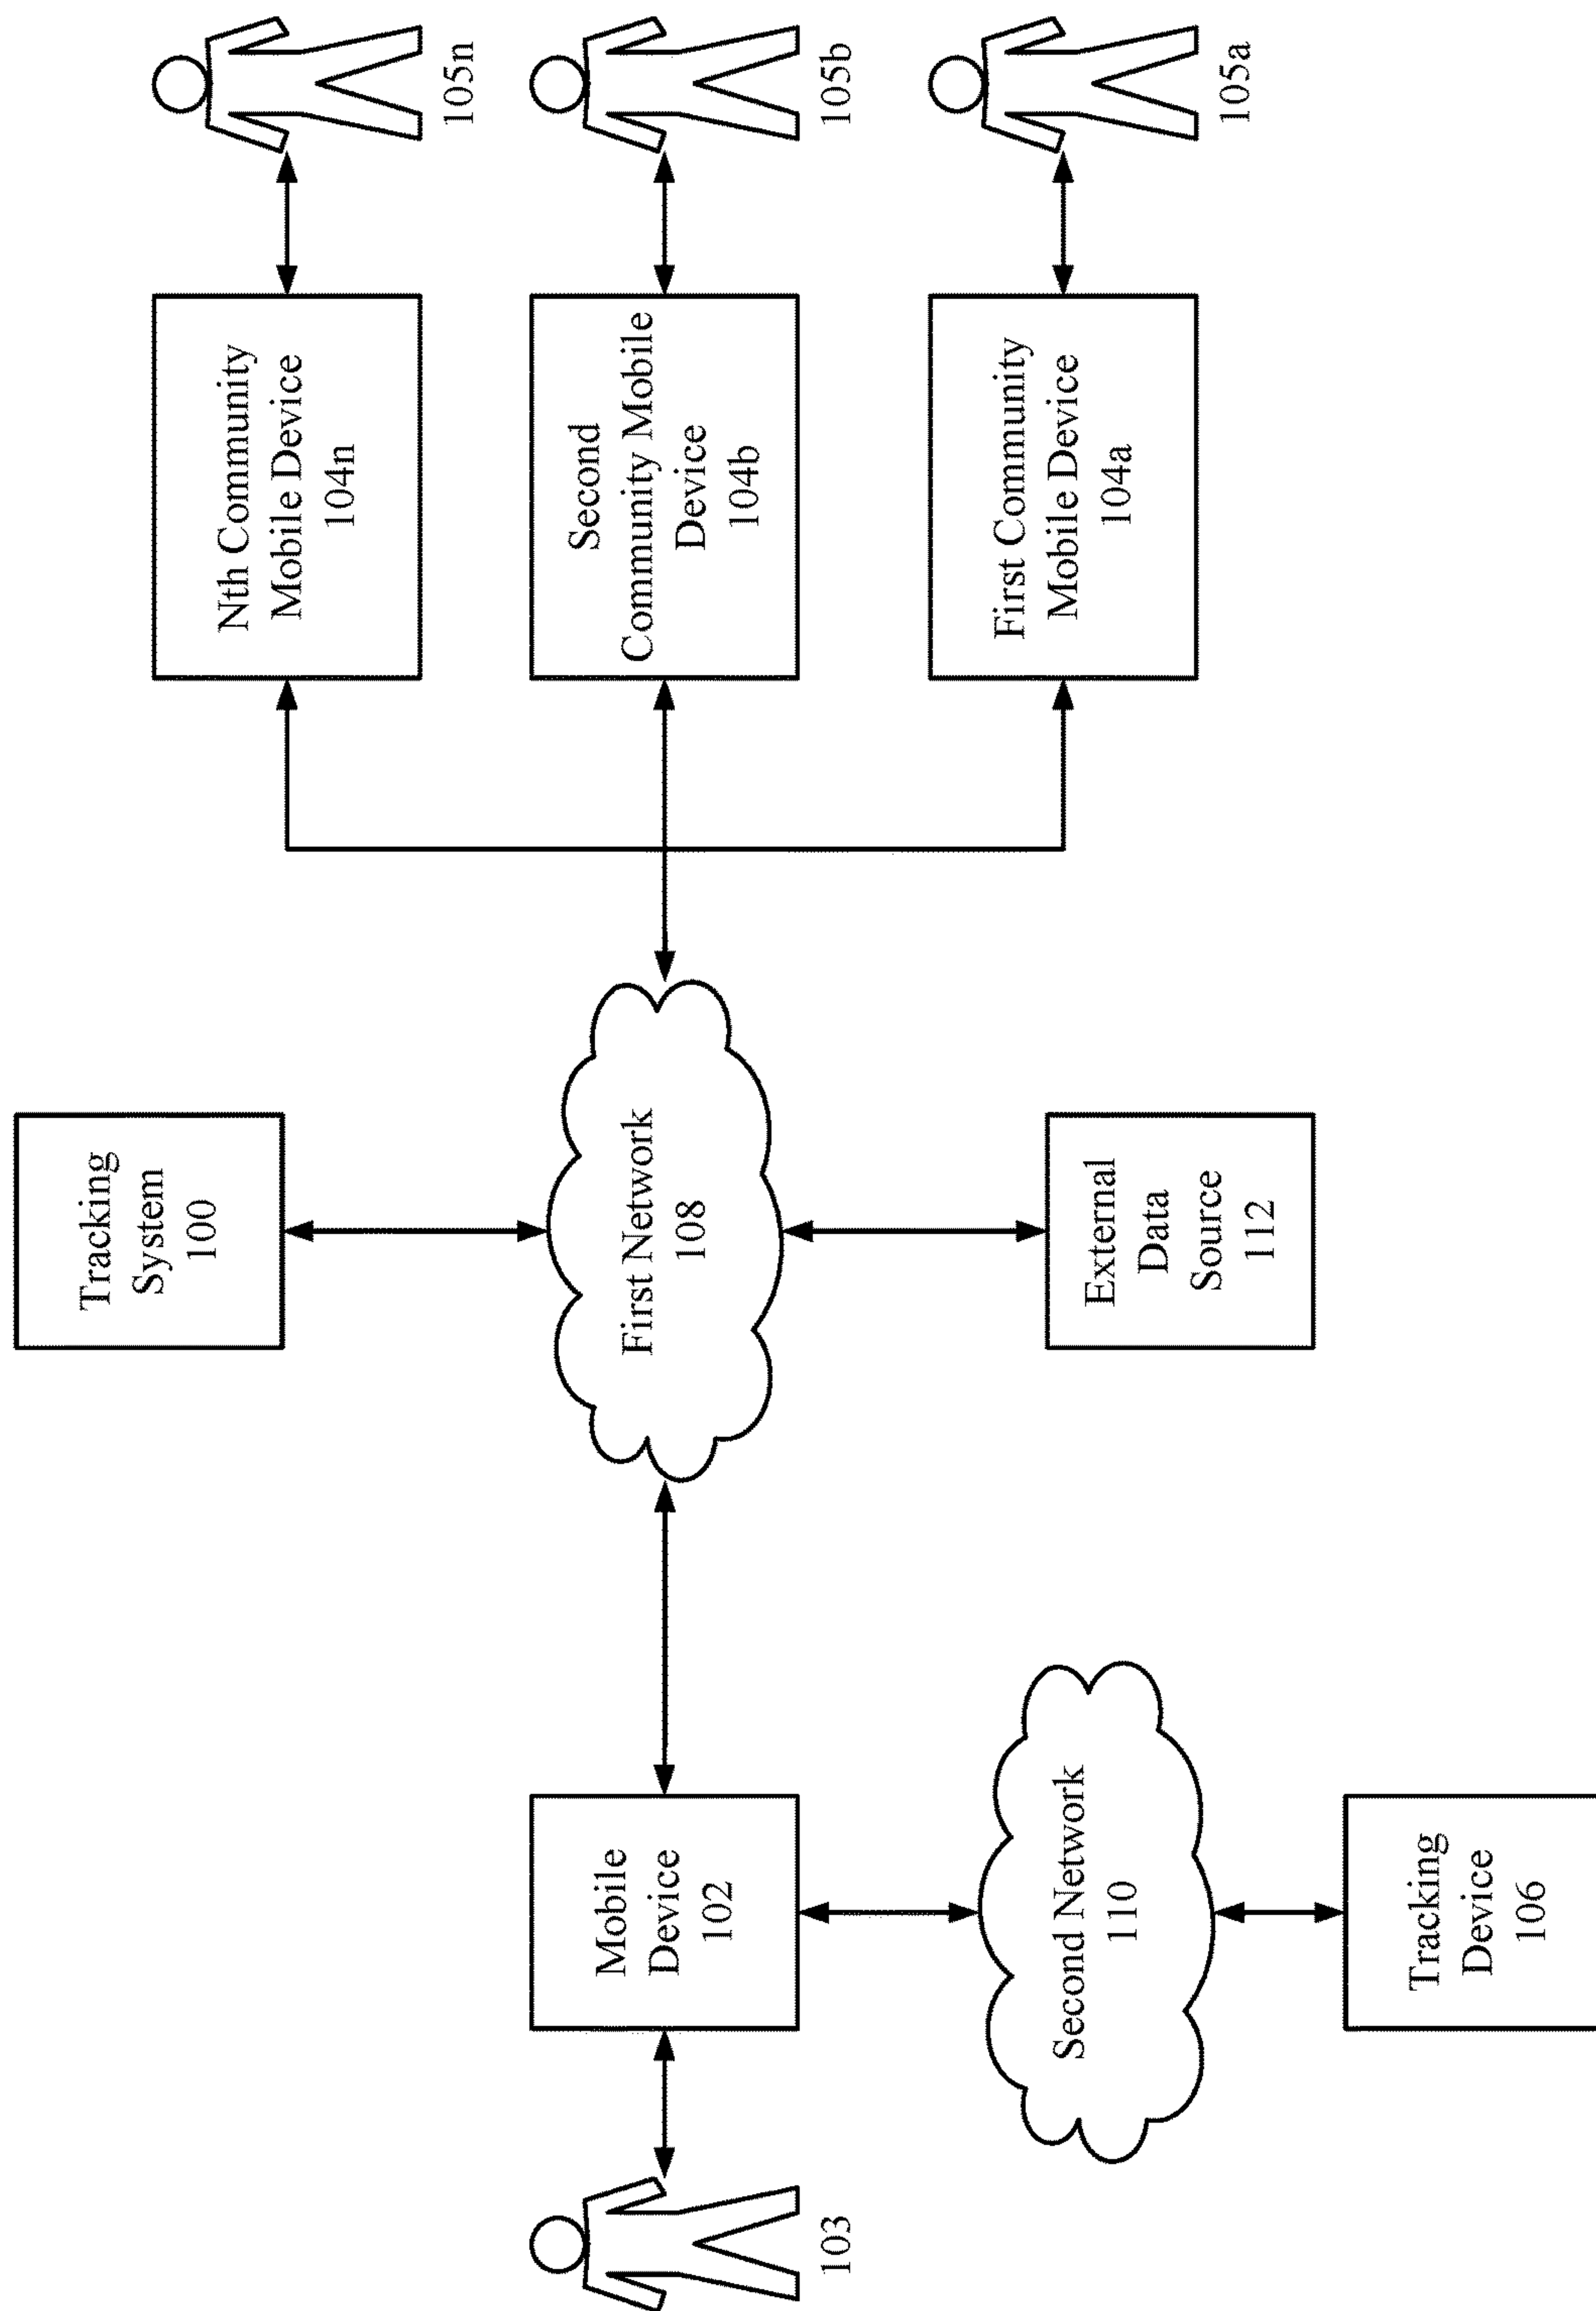 Tracking
System
100
Nth Community
Mobile Device
104n
105n
103
Mobile
Device
102
First Network
108
Second
Community Mobile
Device
104b
105b
Second Network
110
External
Data
Source
112
First Community
Mobile Device
104a
105a
Tracking
Device
106